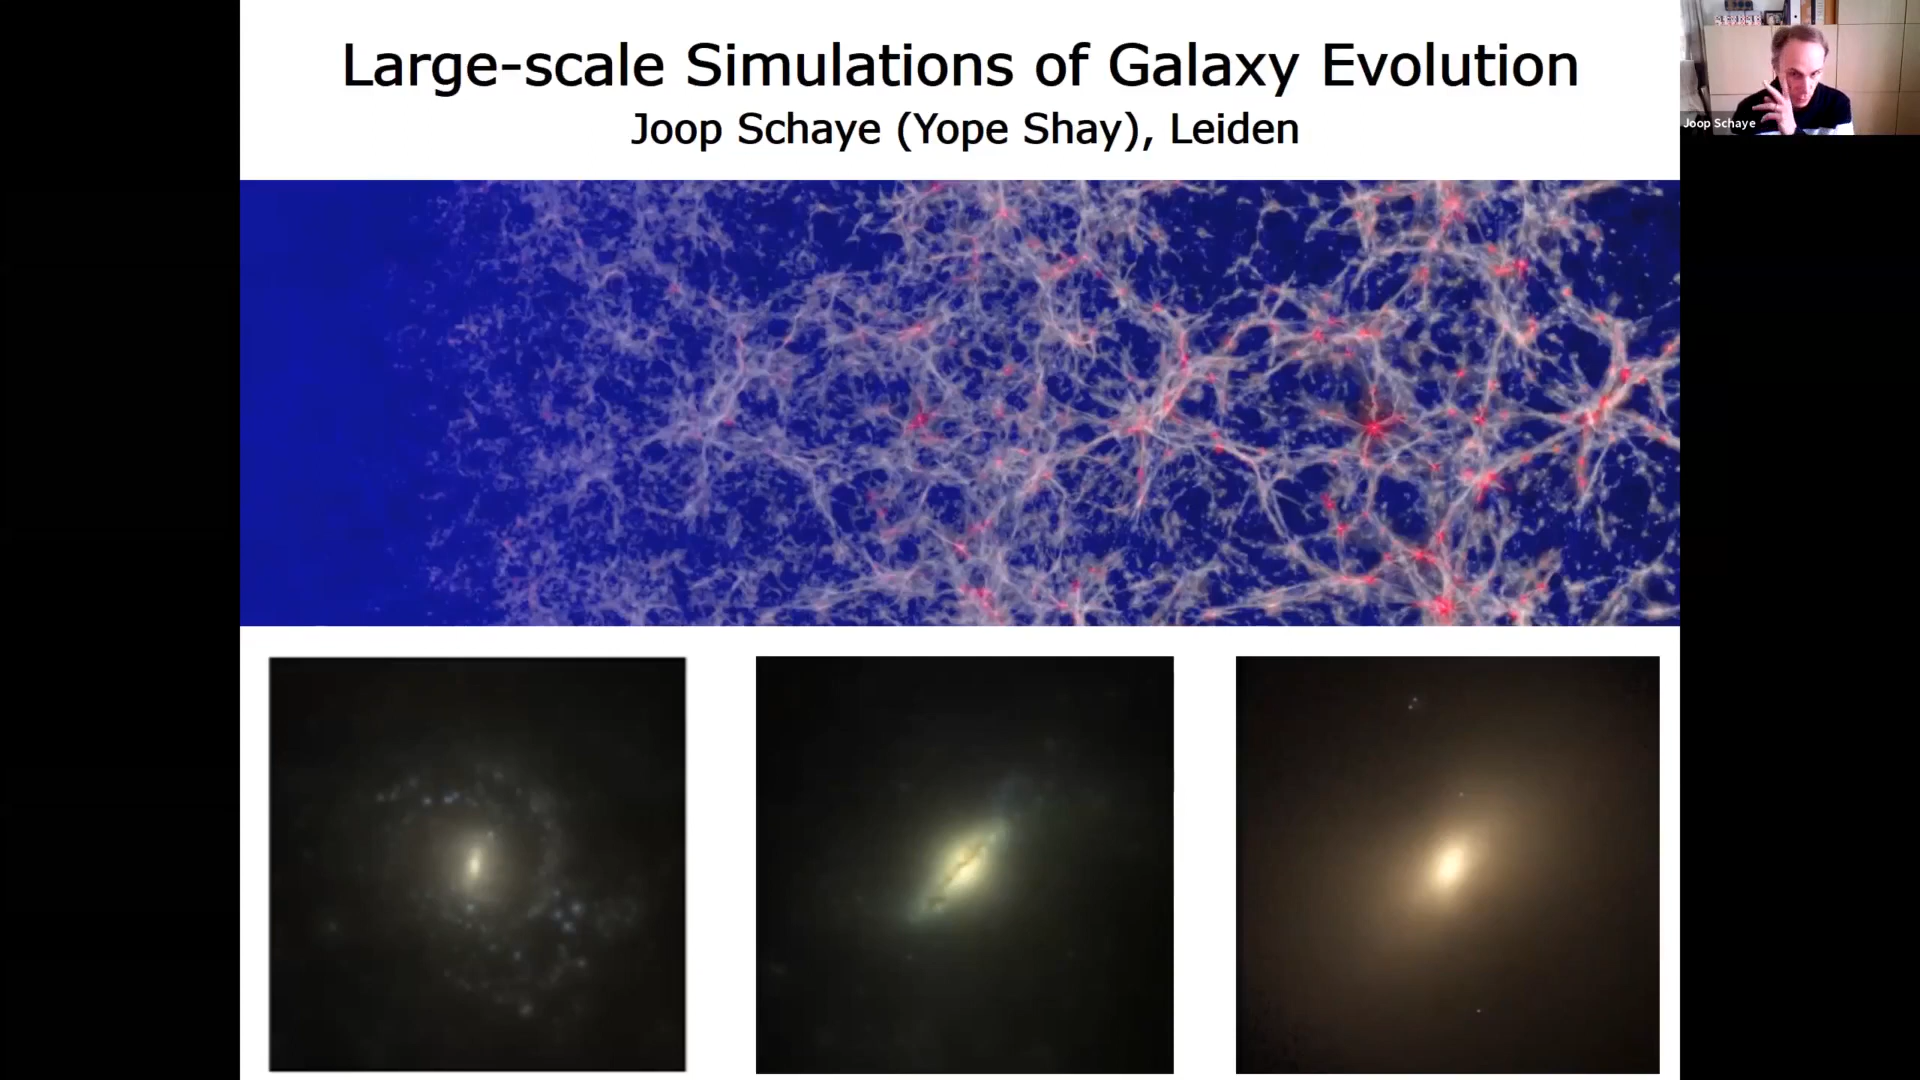 Large-scale Simulations of Galaxy Evolution
Joop Schaye (Yope Shay), Leiden
Joop Schaye